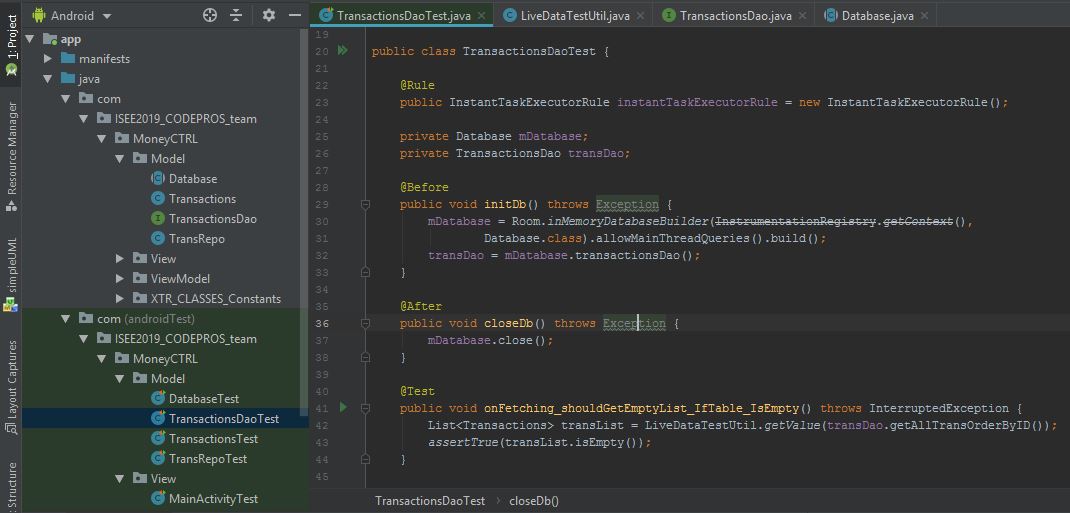 Android
TransactionsDaoTest.java
LiveDataTestUtil.java
TransactionsDao.java
Database.java
1: Project
Resource Manager
simpleUML
Layout Captures
: Structure
app
manifests
java
com
ISEE2019_CODEPROS_team
MoneyCTRL
Model
Database
Transactions
TransactionsDao
TransRepo
View
ViewModel
XTR_CLASSES_Constants
com (androidTest)
ISEE2019_CODEPROS_team
MoneyCTRL
Model
DatabaseTest
TransactionsDaoTest
TransactionsTest
TransRepoTest
View
MainActivityTest
19
20 public class TransactionsDaoTest {
21
22 @Rule
23 public InstantTaskExecutorRule instantTaskExecutorRule = new InstantTaskExecutorRule();
24
25 private Database mDatabase;
26 private TransactionsDao transDao;
27
28 @Before
29 public void initDb() throws Exception {
30 mDatabase = Room.inMemoryDatabaseBuilder(InstrumentationRegistry.getContext(),
31 Database.class).allowMainThreadQueries().build();
32 transDao = mDatabase.transactionsDao();
33 }
34
35 @After
36 public void closeDb() throws Exception {
37 mDatabase.close();
38 }
39
40 @Test
41 public void onFetching_shouldGetEmptyList_IfTable_IsEmpty() throws InterruptedException {
42 List<Transactions> transList = LiveDataTestUtil.getValue(transDao.getAllTransOrderByID());
43 assertTrue(transList.isEmpty());
44 }
45
TransactionsDaoTest › closeDb()